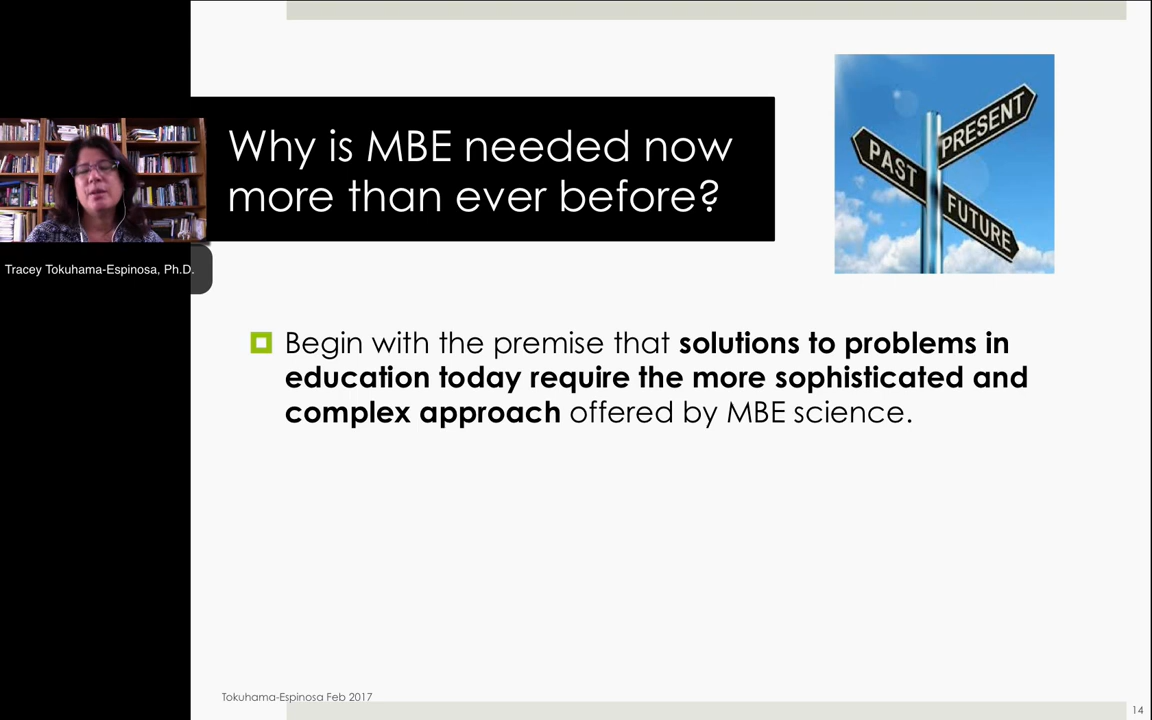 Why is MBE needed now
more than ever before?
PAST
PRESENT
FUTURE
Tracey Tokuhama-Espinosa, Ph.D.
Begin with the premise that solutions to problems in
education today require the more sophisticated and
complex approach offered by MBE science.
Tokuhama-Espinosa Feb 2017
14